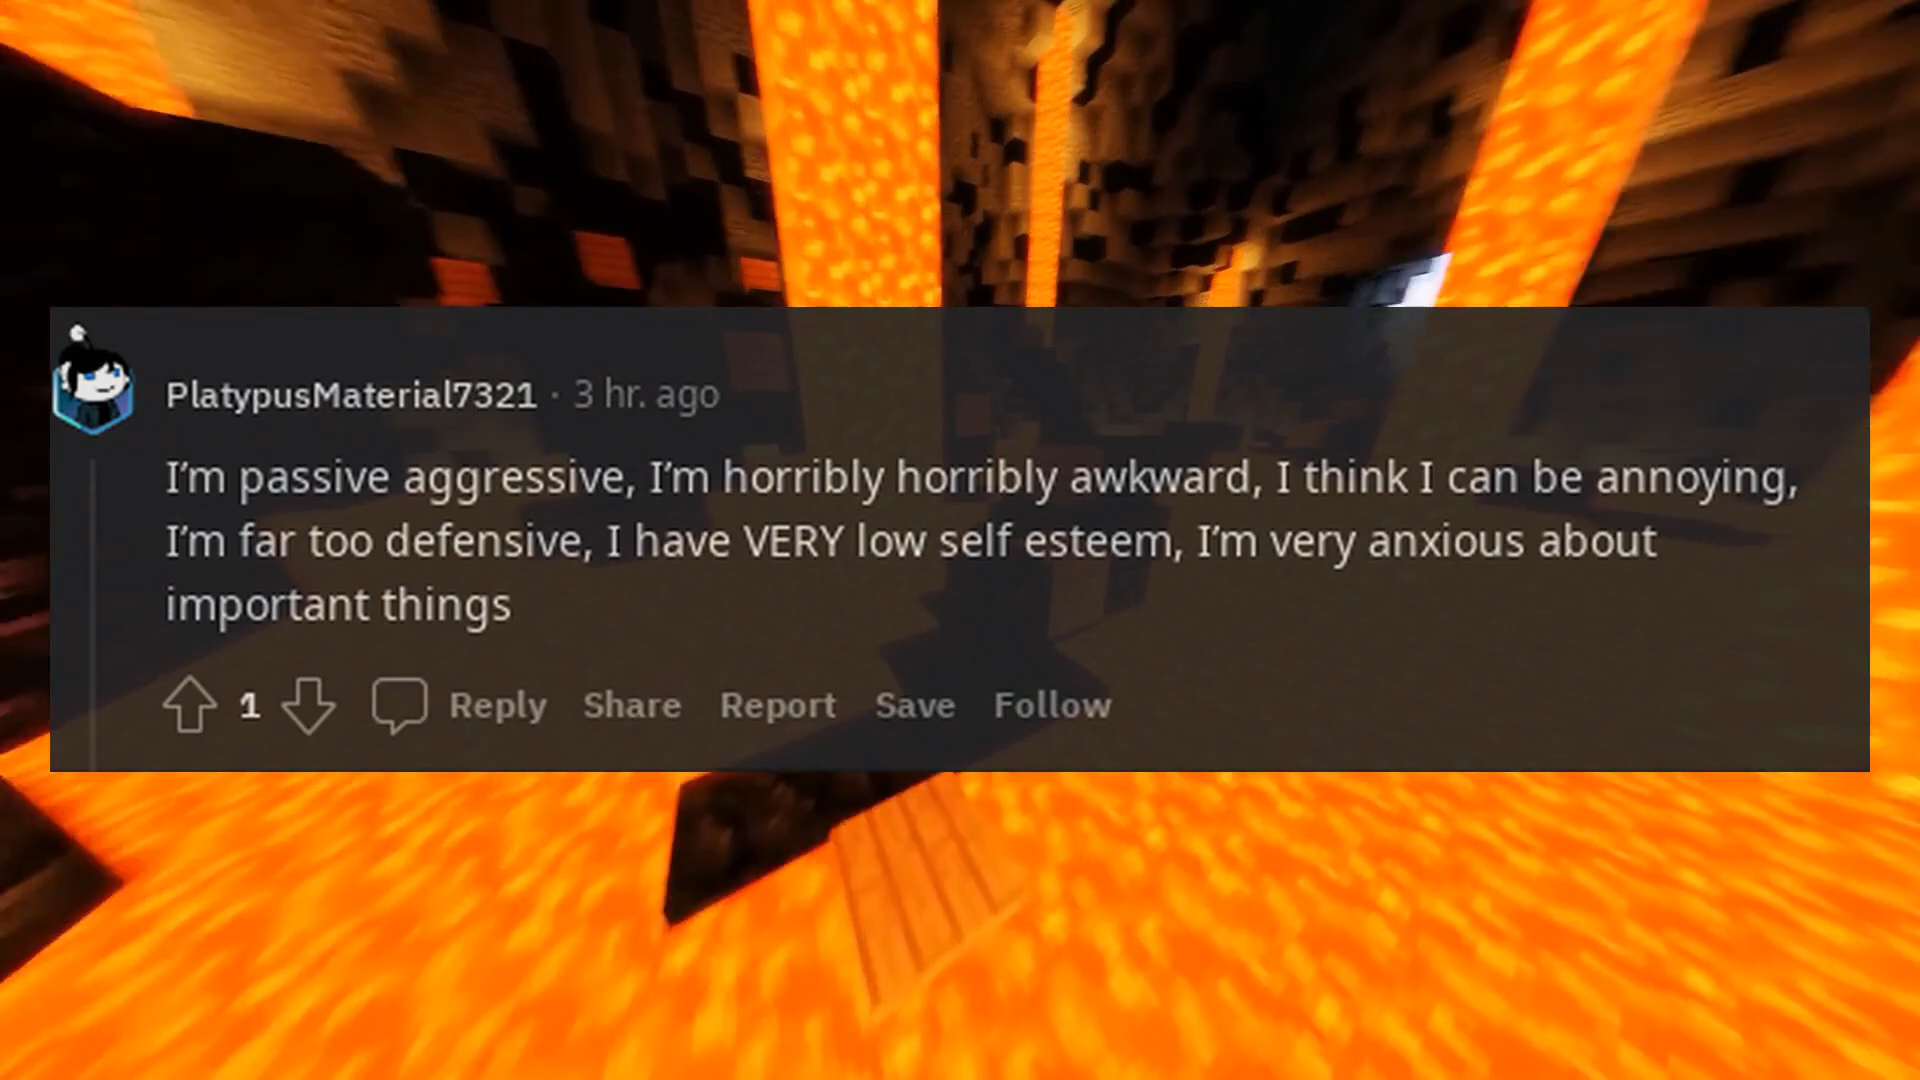 PlatypusMaterial7321 · 3 hr. ago
I’m passive aggressive, I’m horribly horribly awkward, I think I can be annoying,
I’m far too defensive, I have VERY low self esteem, I’m very anxious about
important things
1 Reply Share Report Save Follow